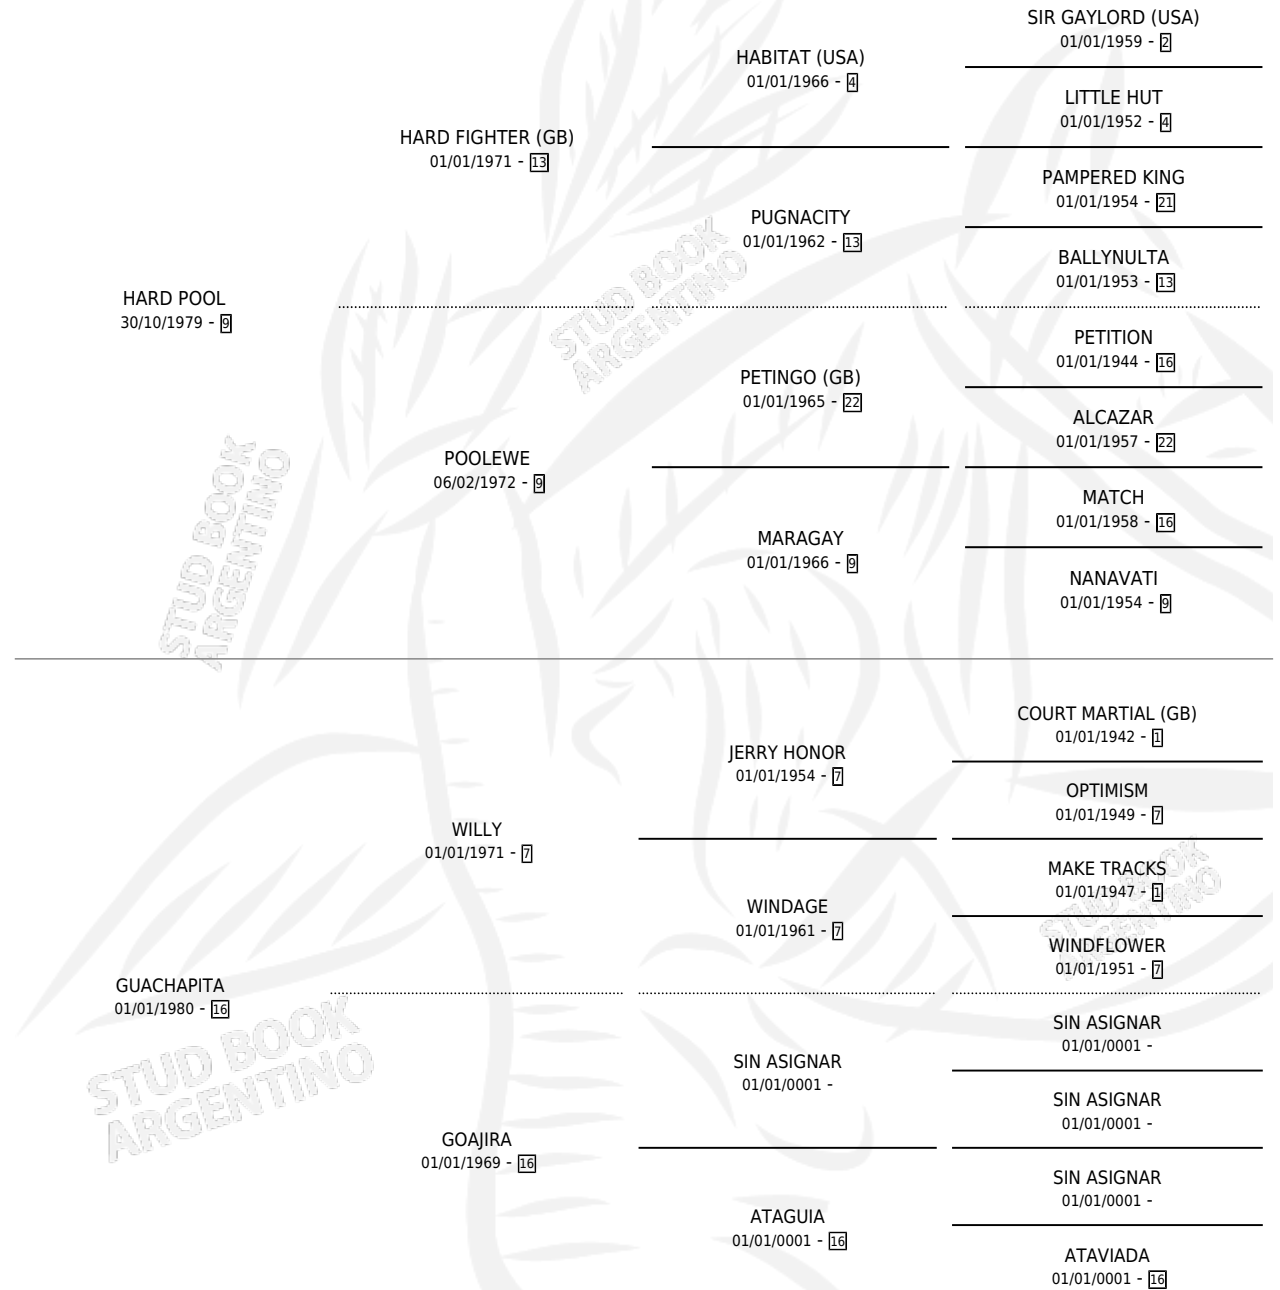 SIR GAYLORD (USA)
01/01/1959 - 2
HABITAT (USA)
01/01/1966 - 4
LITTLE HUT
01/01/1952 - 4
HARD FIGHTER (GB)
01/01/1971 - 13
PAMPERED KING
01/01/1954 - 21
PUGNACITY
01/01/1962 - 13
BALLYNULTA
01/01/1953 - 13
HARD POOL
30/10/1979 - 9
PETITION
01/01/1944 - 16
PETINGO (GB)
01/01/1965 - 22
ALCAZAR
01/01/1957 - 22
POOLEWE
06/02/1972 - 9
MATCH
01/01/1958 - 16
MARAGAY
01/01/1966 - 9
NANAVATI
01/01/1954 - 9
COURT MARTIAL (GB)
01/01/1942 - 1
JERRY HONOR
01/01/1954 - 7
OPTIMISM
01/01/1949 - 7
WILLY
01/01/1971 - 7
MAKE TRACKS
01/01/1947 - 1
WINDAGE
01/01/1961 - 7
WINDFLOWER
01/01/1951 - 7
GUACHAPITA
01/01/1980 - 16
SIN ASIGNAR
01/01/0001 -
SIN ASIGNAR
01/01/0001 -
SIN ASIGNAR
01/01/0001 -
GOAJIRA
01/01/1969 - 16
SIN ASIGNAR
01/01/0001 -
ATAGUIA
01/01/0001 - 16
ATAVIADA
01/01/0001 - 16
STUD BOOK
ARGENTINO
STUD BOOK
ARGENTINO
STUD BOOK
ARGENTINO
STUD BOOK
ARGENTINO